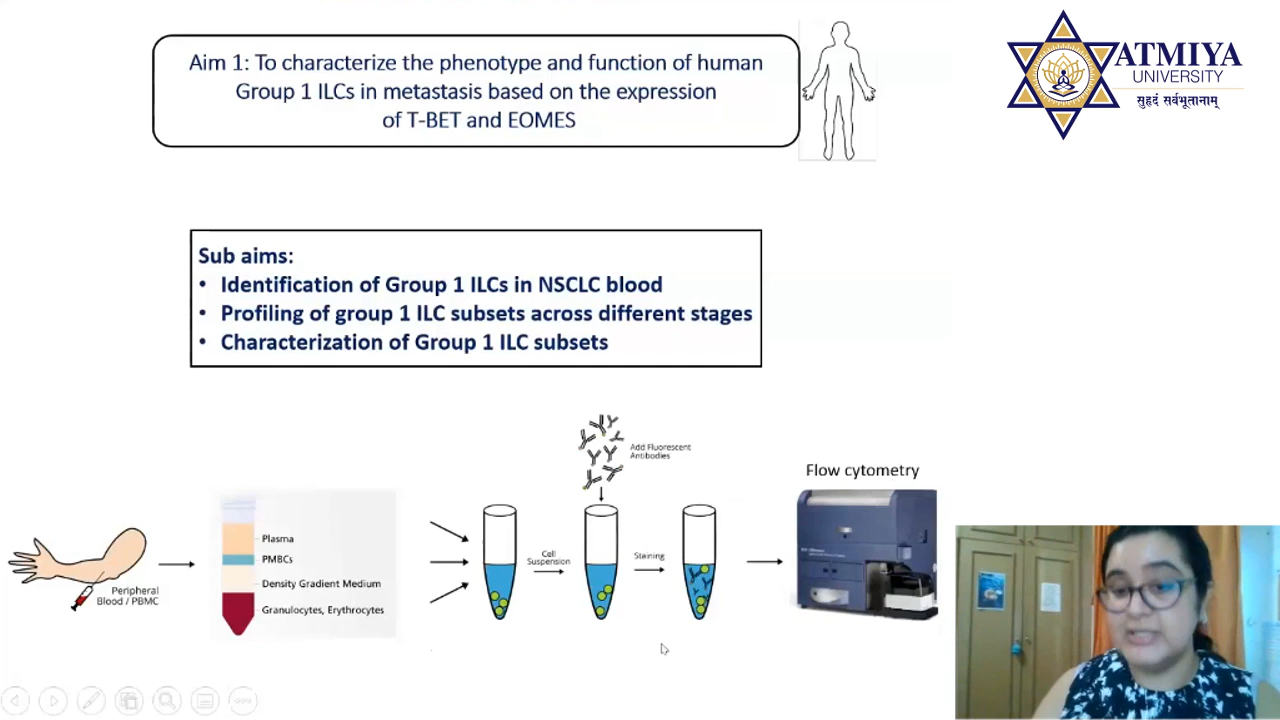 Aim 1: To characterize the phenotype and function of human
Group 1 ILCs in metastasis based on the expression
of T-BET and EOMES
ATMIYA
UNIVERSITY
सुहृदं सर्वभूतानाम्
Sub aims:
• Identification of Group 1 ILCs in NSCLC blood
• Profiling of group 1 ILC subsets across different stages
• Characterization of Group 1 ILC subsets
Add Fluorescent
Antibodies
Flow cytometry
Peripheral
Blood / PBMC
Plasma
PMBCs
Density Gradient Medium
Granulocytes, Erythrocytes
Cell
Suspension
Staining